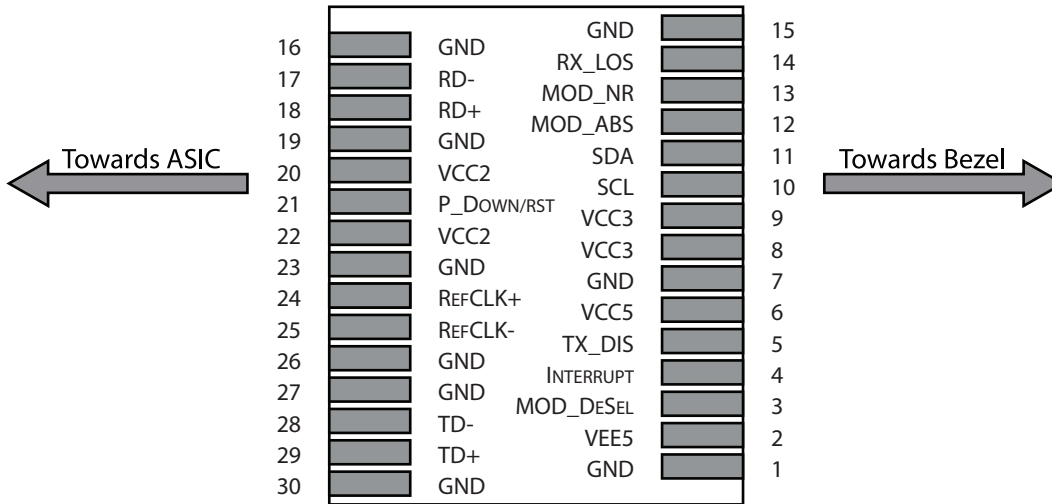 GND 15
16 GND
RX_LOS 14
17 RD-
MOD_NR 13
18 RD+
MOD_ABS 12
19 GND
SDA 11
Towards ASIC
Towards Bezel
20 VCC2
SCL 10
21 P_DOWN/RST
VCC3 9
22 VCC2
VCC3 8
23 GND
GND 7
24 REFCLK+
VCC5 6
25 REFCLK-
TX_DIS 5
26 GND
INTERRUPT 4
27 GND
MOD_DESEL 3
28 TD-
VEE5 2
29 TD+
GND 1
30 GND